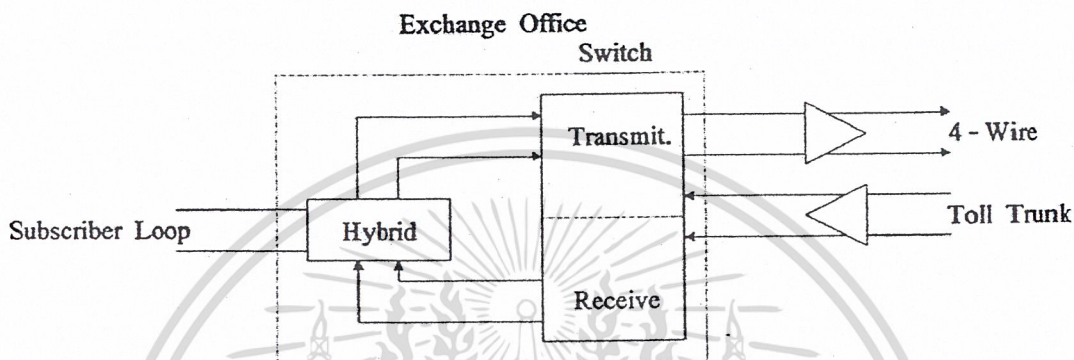 Exchange Office
Switch
Transmit.
4 - Wire
Subscriber Loop
Hybrid
Toll Trunk
Receive